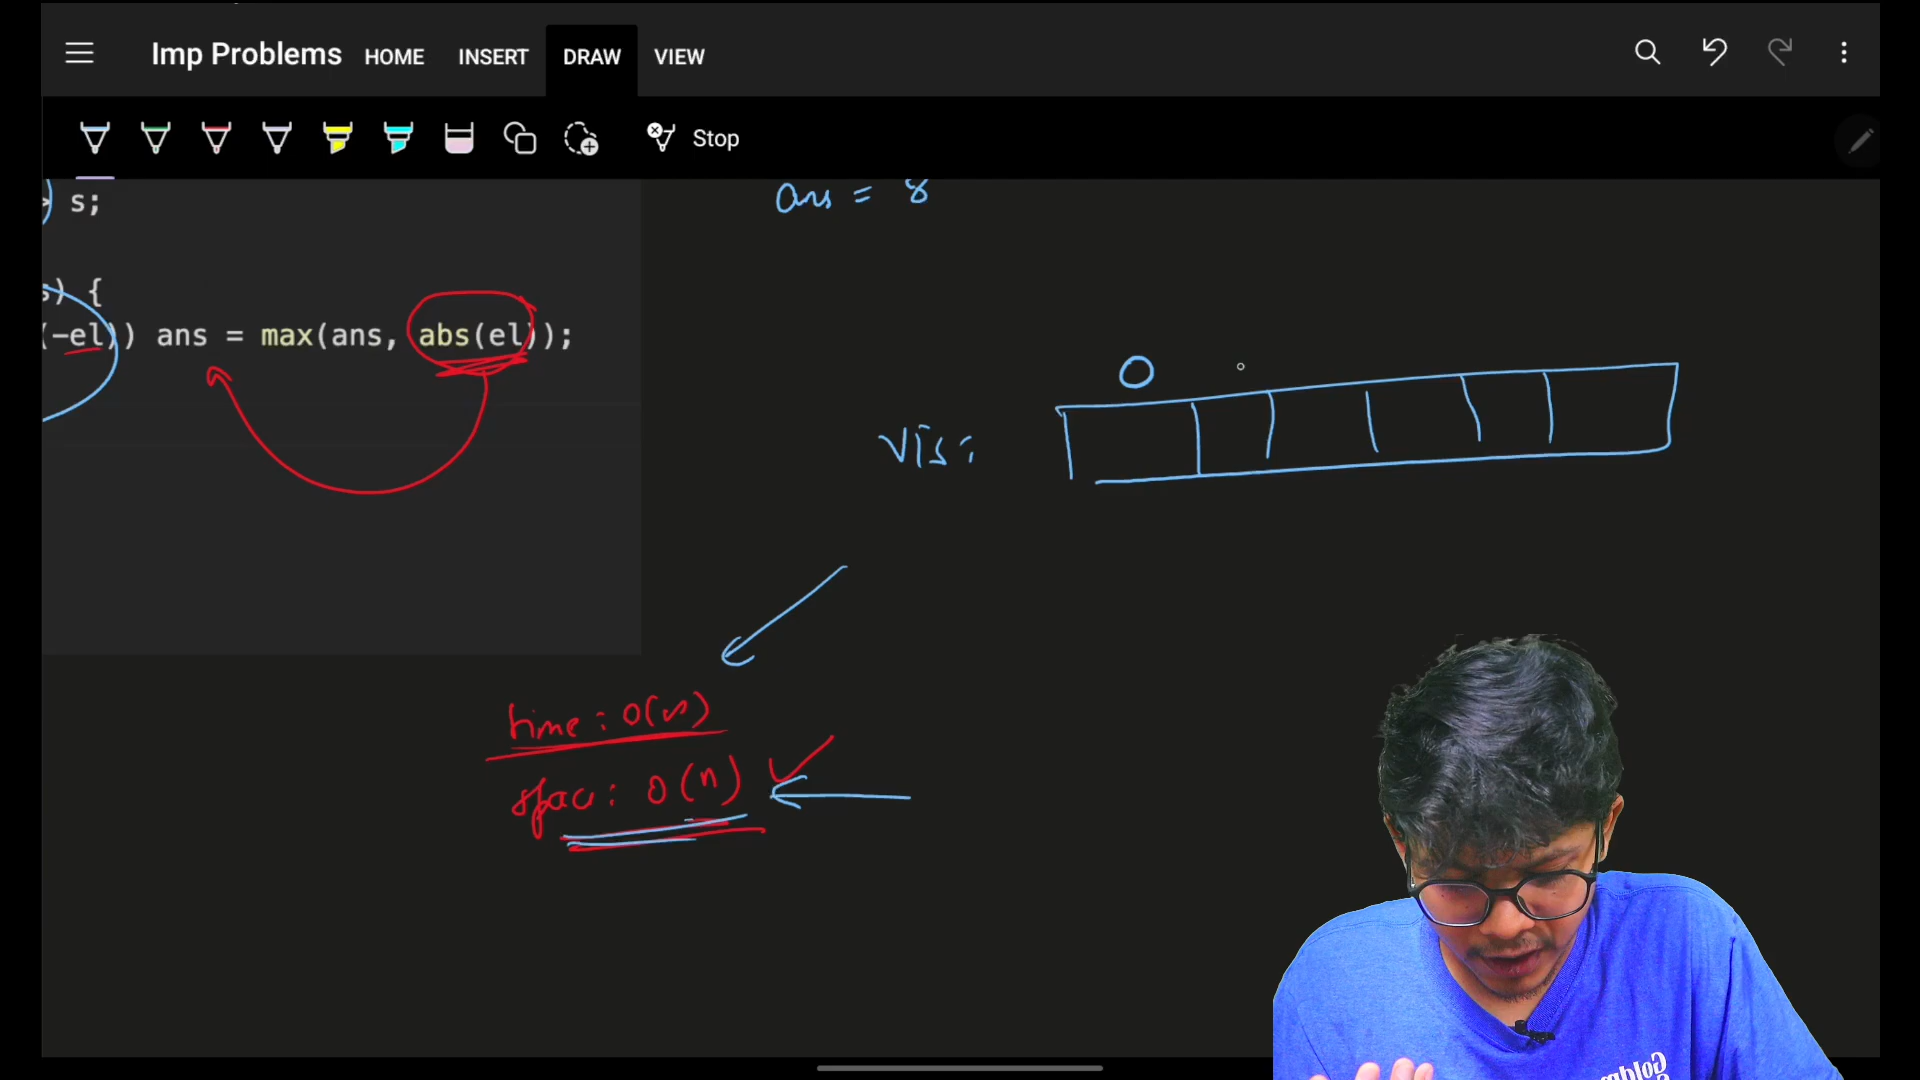 Imp Problems HOME INSERT DRAW VIEW
Stop
s;
ans = 8
s) {
(-el)) ans = max(ans, abs(el));
0
vis:
time: O(n)
space: O(n)